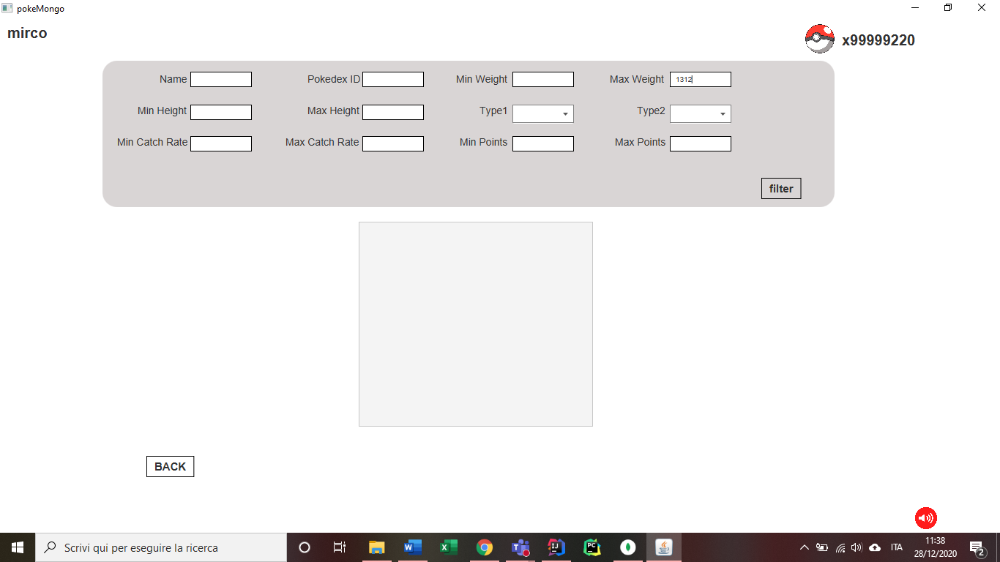 pokeMongo
mirco
x99999220
Name Pokedex ID Min Weight Max Weight 1312
Min Height Max Height Type1 Type2
Min Catch Rate Max Catch Rate Min Points Max Points
filter
BACK
Scrivi qui per eseguire la ricerca
W X IJ PC ITA
11:38
28/12/2020
2